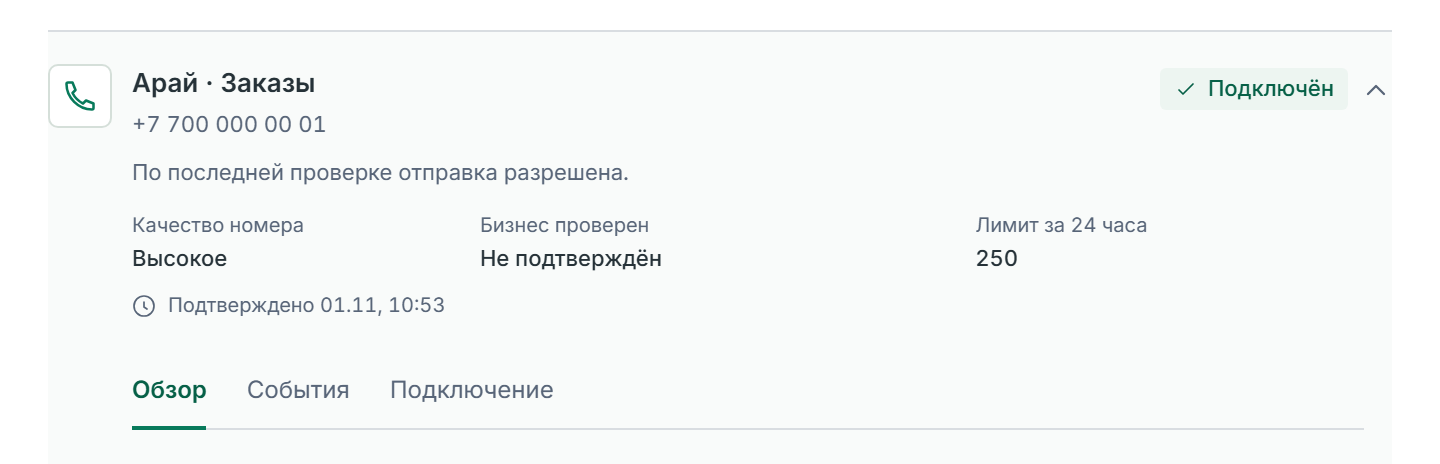 Арай · Заказы
Подключён
+7 700 000 00 01
По последней проверке отправка разрешена.
Качество номера
Бизнес проверен
Лимит за 24 часа
Высокое
Не подтверждён
250
Подтверждено 01.11, 10:53
Обзор
События
Подключение